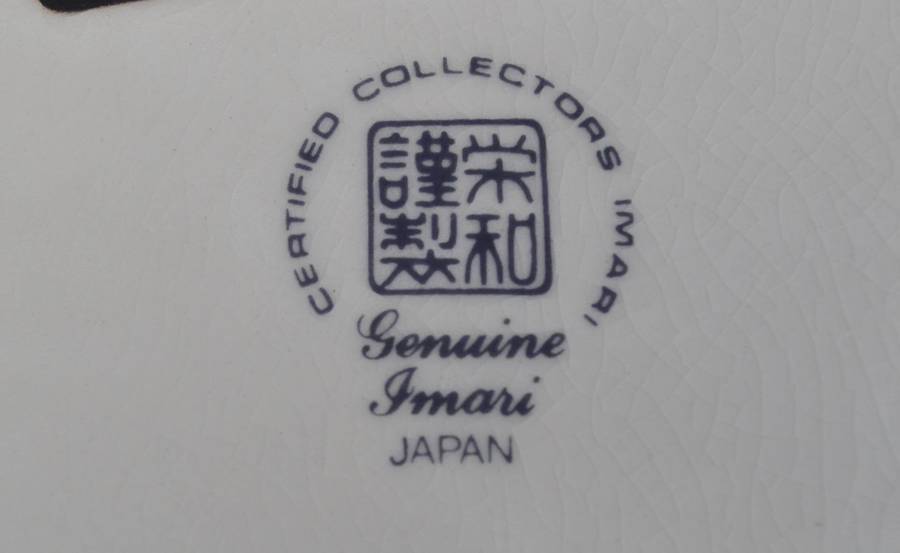 CERTIFIED COLLECTORS IMARI
栄和
謹製
Genuine
Imari
JAPAN